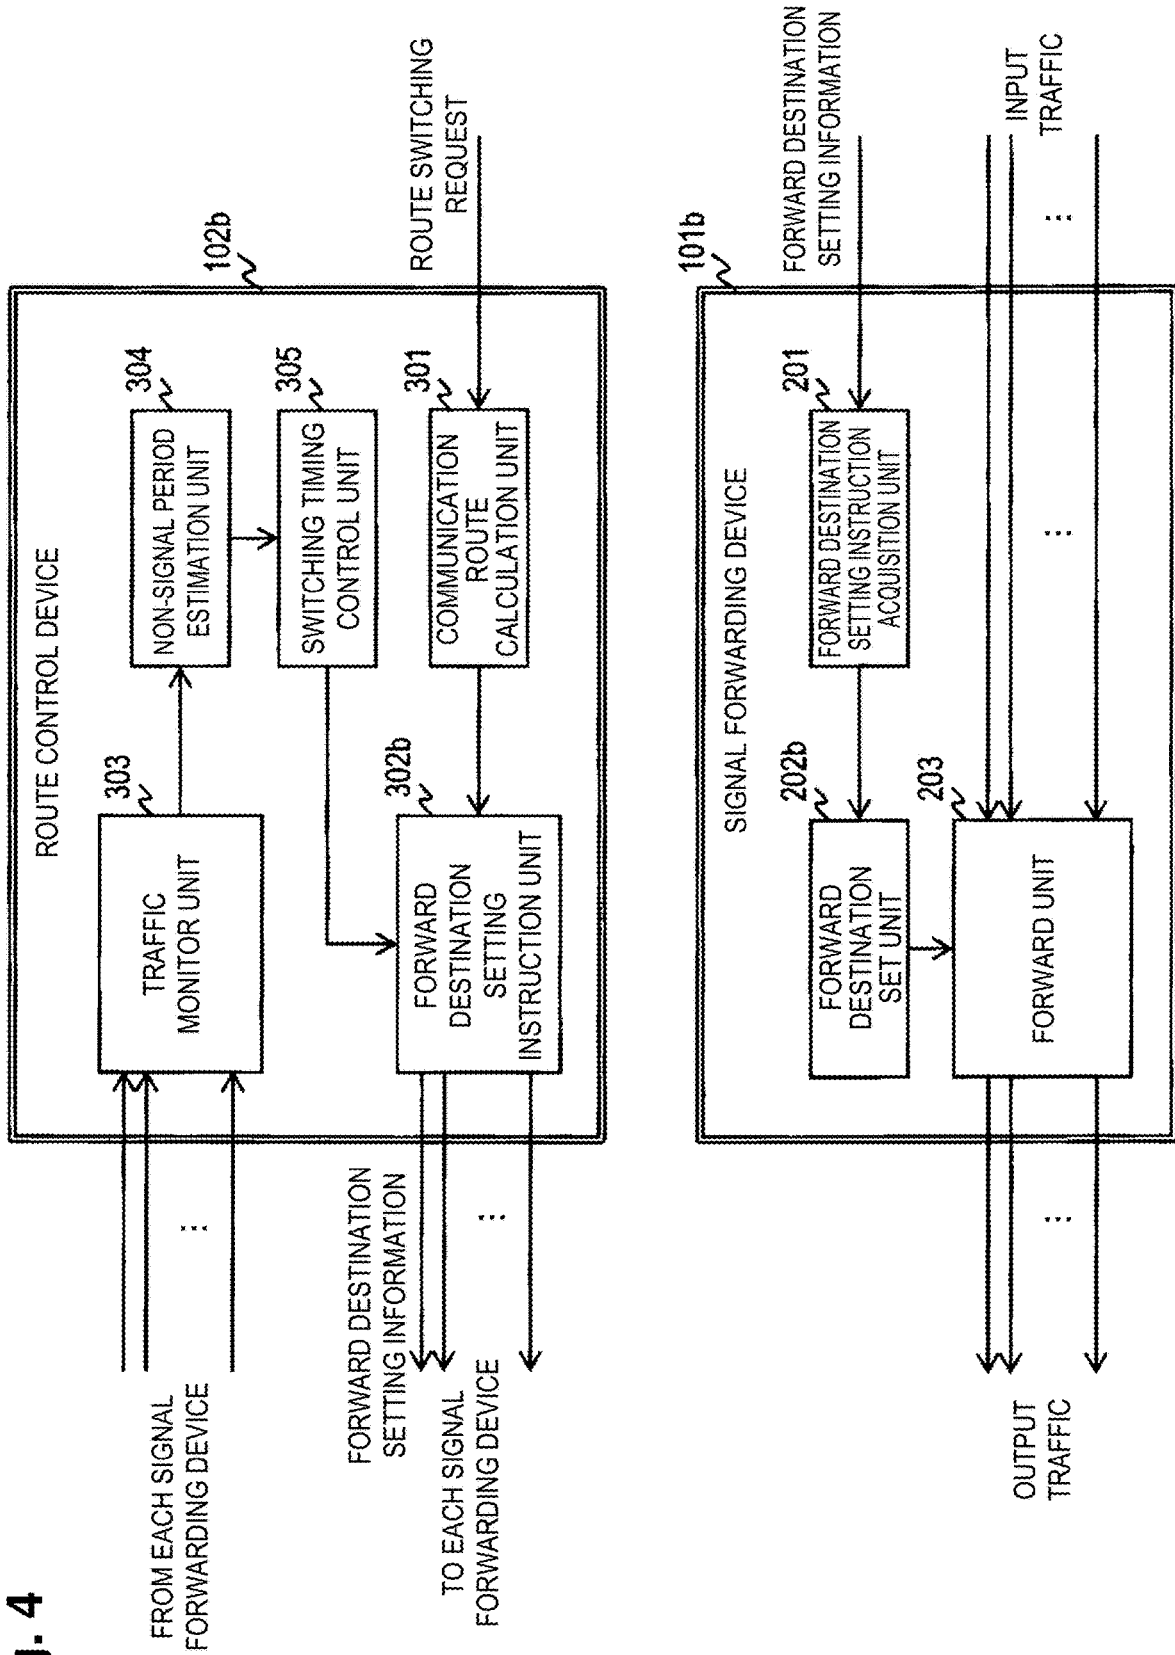 g. 4
ROUTE CONTROL DEVICE
102b
FROM EACH SIGNAL
FORWARDING DEVICE
...
303
TRAFFIC
MONITOR UNIT
304
NON-SIGNAL PERIOD
ESTIMATION UNIT
305
SWITCHING TIMING
CONTROL UNIT
FORWARD DESTINATION
SETTING INFORMATION
TO EACH SIGNAL
FORWARDING DEVICE
...
302b
FORWARD
DESTINATION
SETTING
INSTRUCTION UNIT
301
COMMUNICATION
ROUTE
CALCULATION UNIT
ROUTE SWITCHING
REQUEST
SIGNAL FORWARDING DEVICE
101b
202b
FORWARD
DESTINATION
SET UNIT
201
FORWARD DESTINATION
SETTING INSTRUCTION
ACQUISITION UNIT
FORWARD DESTINATION
SETTING INFORMATION
OUTPUT
TRAFFIC
...
203
FORWARD UNIT
...
...
INPUT
TRAFFIC